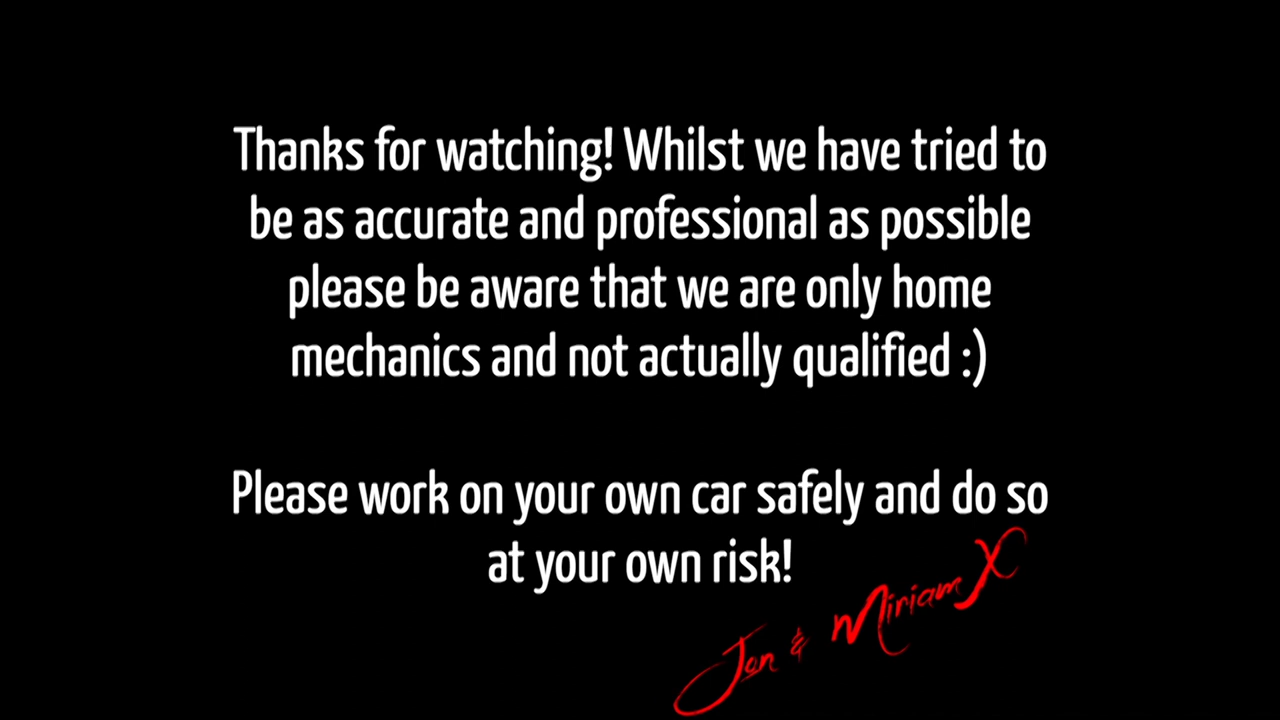 Thanks for watching! Whilst we have tried to
be as accurate and professional as possible
please be aware that we are only home
mechanics and not actually qualified :)
Please work on your own car safely and do so
at your own risk!
Jon & Miriam X